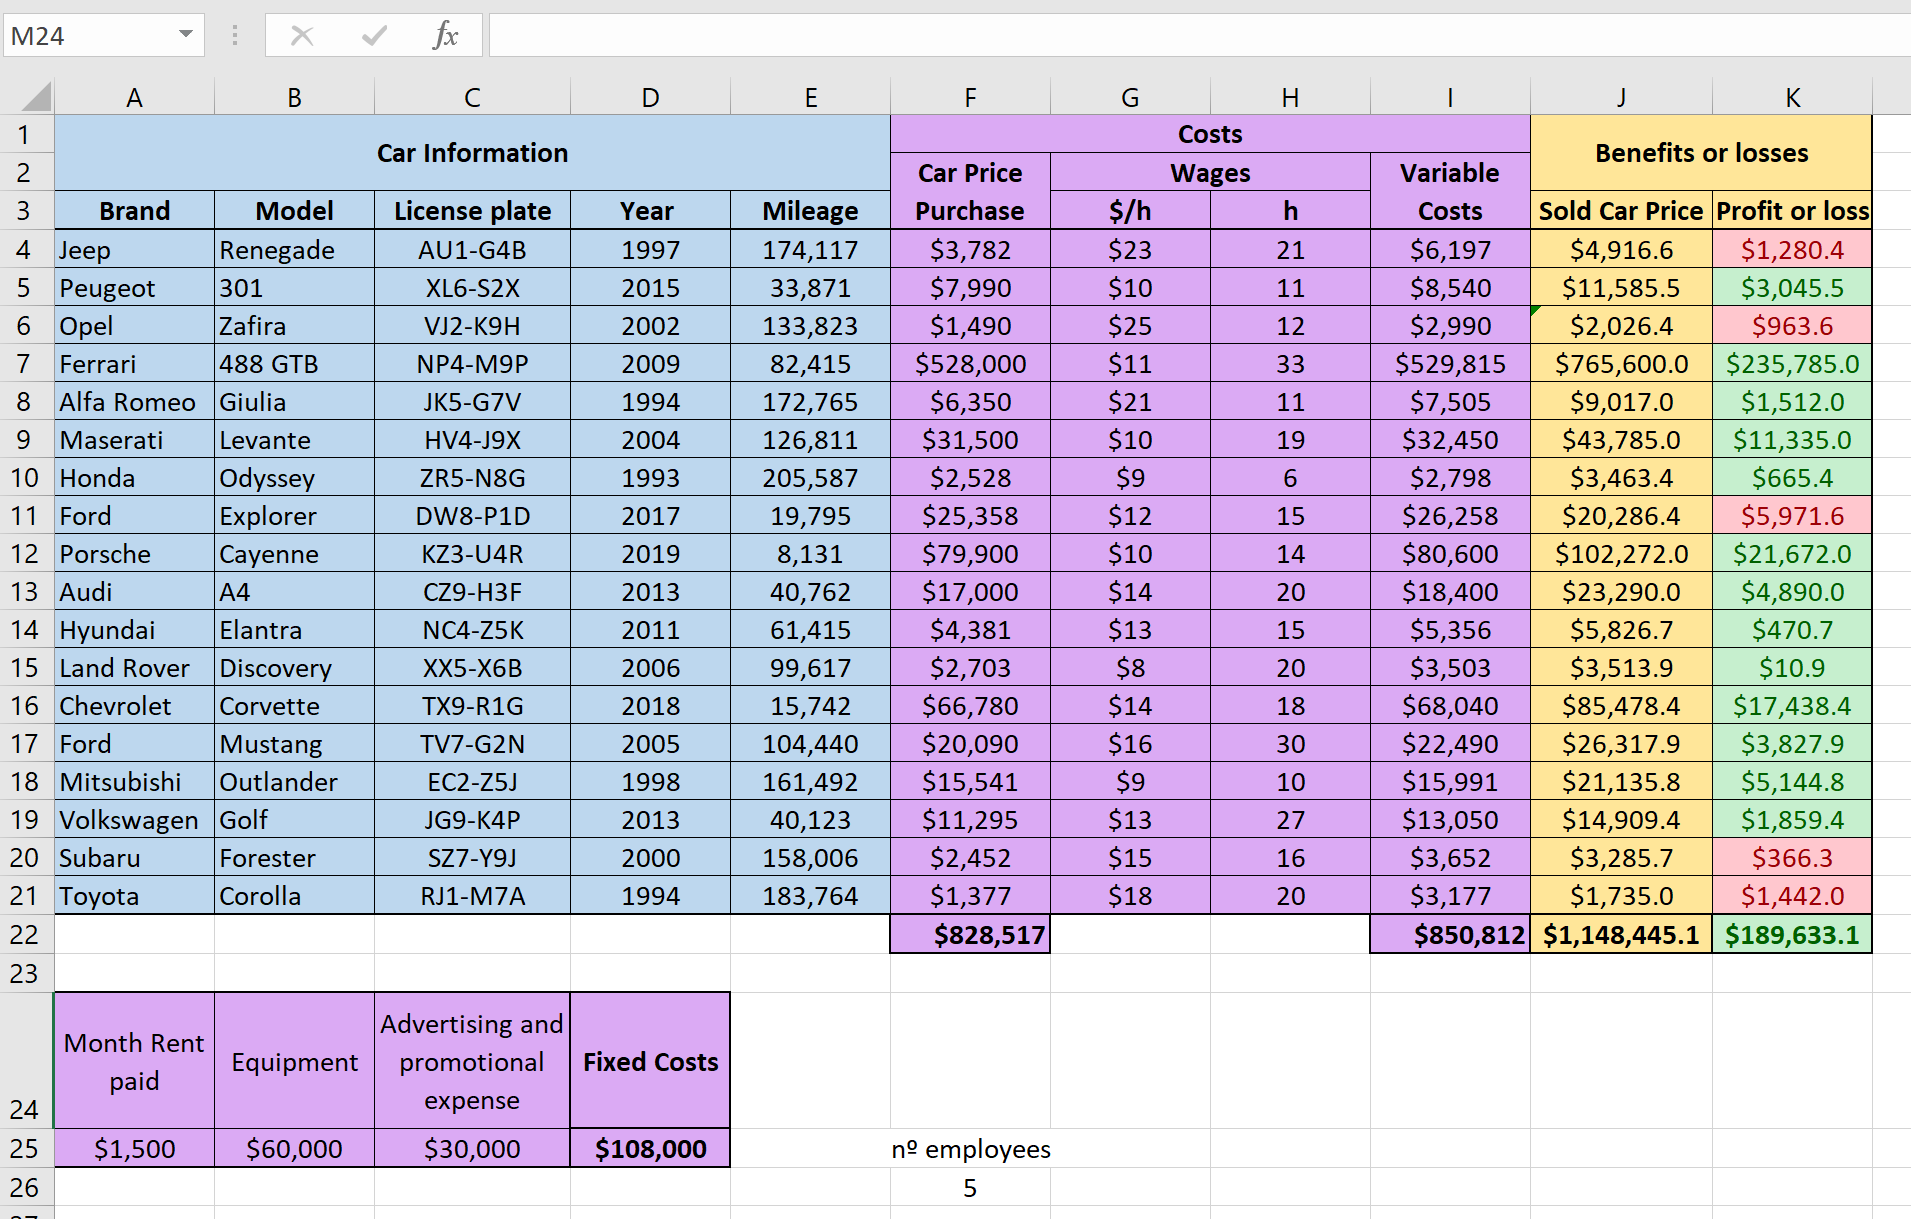 M24 fx
A B C D E F G H I J K
1 Car Information Costs Benefits or losses
2 Car Price Wages Variable
3 Brand Model License plate Year Mileage Purchase $/h h Costs Sold Car Price Profit or loss
4 Jeep Renegade AU1-G4B 1997 174,117 $3,782 $23 21 $6,197 $4,916.6 $1,280.4
5 Peugeot 301 XL6-S2X 2015 33,871 $7,990 $10 11 $8,540 $11,585.5 $3,045.5
6 Opel Zafira VJ2-K9H 2002 133,823 $1,490 $25 12 $2,990 $2,026.4 $963.6
7 Ferrari 488 GTB NP4-M9P 2009 82,415 $528,000 $11 33 $529,815 $765,600.0 $235,785.0
8 Alfa Romeo Giulia JK5-G7V 1994 172,765 $6,350 $21 11 $7,505 $9,017.0 $1,512.0
9 Maserati Levante HV4-J9X 2004 126,811 $31,500 $10 19 $32,450 $43,785.0 $11,335.0
10 Honda Odyssey ZR5-N8G 1993 205,587 $2,528 $9 6 $2,798 $3,463.4 $665.4
11 Ford Explorer DW8-P1D 2017 19,795 $25,358 $12 15 $26,258 $20,286.4 $5,971.6
12 Porsche Cayenne KZ3-U4R 2019 8,131 $79,900 $10 14 $80,600 $102,272.0 $21,672.0
13 Audi A4 CZ9-H3F 2013 40,762 $17,000 $14 20 $18,400 $23,290.0 $4,890.0
14 Hyundai Elantra NC4-Z5K 2011 61,415 $4,381 $13 15 $5,356 $5,826.7 $470.7
15 Land Rover Discovery XX5-X6B 2006 99,617 $2,703 $8 20 $3,503 $3,513.9 $10.9
16 Chevrolet Corvette TX9-R1G 2018 15,742 $66,780 $14 18 $68,040 $85,478.4 $17,438.4
17 Ford Mustang TV7-G2N 2005 104,440 $20,090 $16 30 $22,490 $26,317.9 $3,827.9
18 Mitsubishi Outlander EC2-Z5J 1998 161,492 $15,541 $9 10 $15,991 $21,135.8 $5,144.8
19 Volkswagen Golf JG9-K4P 2013 40,123 $11,295 $13 27 $13,050 $14,909.4 $1,859.4
20 Subaru Forester SZ7-Y9J 2000 158,006 $2,452 $15 16 $3,652 $3,285.7 $366.3
21 Toyota Corolla RJ1-M7A 1994 183,764 $1,377 $18 20 $3,177 $1,735.0 $1,442.0
22 $828,517 $850,812 $1,148,445.1 $189,633.1
23
24 Month Rent paid Equipment Advertising and promotional expense Fixed Costs
25 $1,500 $60,000 $30,000 $108,000 nº employees
26 5